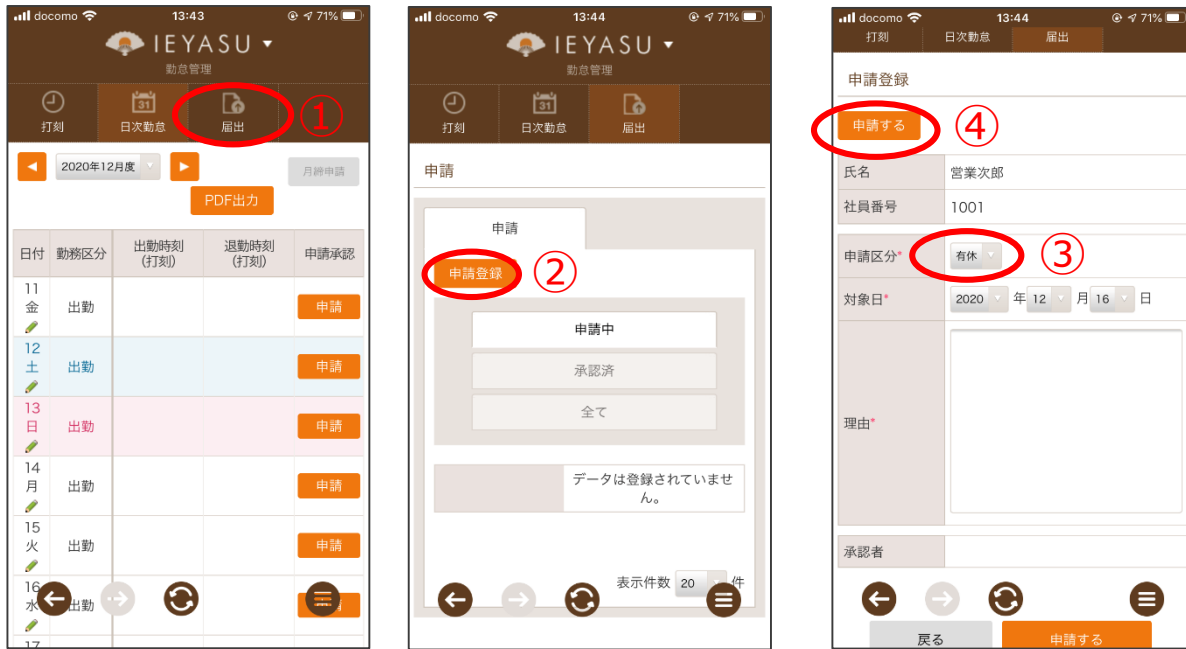 docomo 13:43 71%
IEYASU
勤怠管理
打刻 日次勤怠 届出 ①
2020年12月度 月締申請
PDF出力
日付 勤務区分 出勤時刻(打刻) 退勤時刻(打刻) 申請承認
11
金 出勤 申請
12
土 出勤 申請
13
日 出勤 申請
14
月 出勤 申請
15
火 出勤 申請
16
水 出勤
17
docomo 13:44 71%
IEYASU
勤怠管理
打刻 日次勤怠 届出
申請
申請
申請登録 ②
申請中
承認済
全て
データは登録されていませ
ん。
表示件数 20 件
docomo 13:44 71%
打刻 日次勤怠 届出
申請登録
申請する ④
氏名 営業次郎
社員番号 1001
申請区分* 有休 ③
対象日* 2020 年 12 月 16 日
理由*
承認者
戻る 申請する